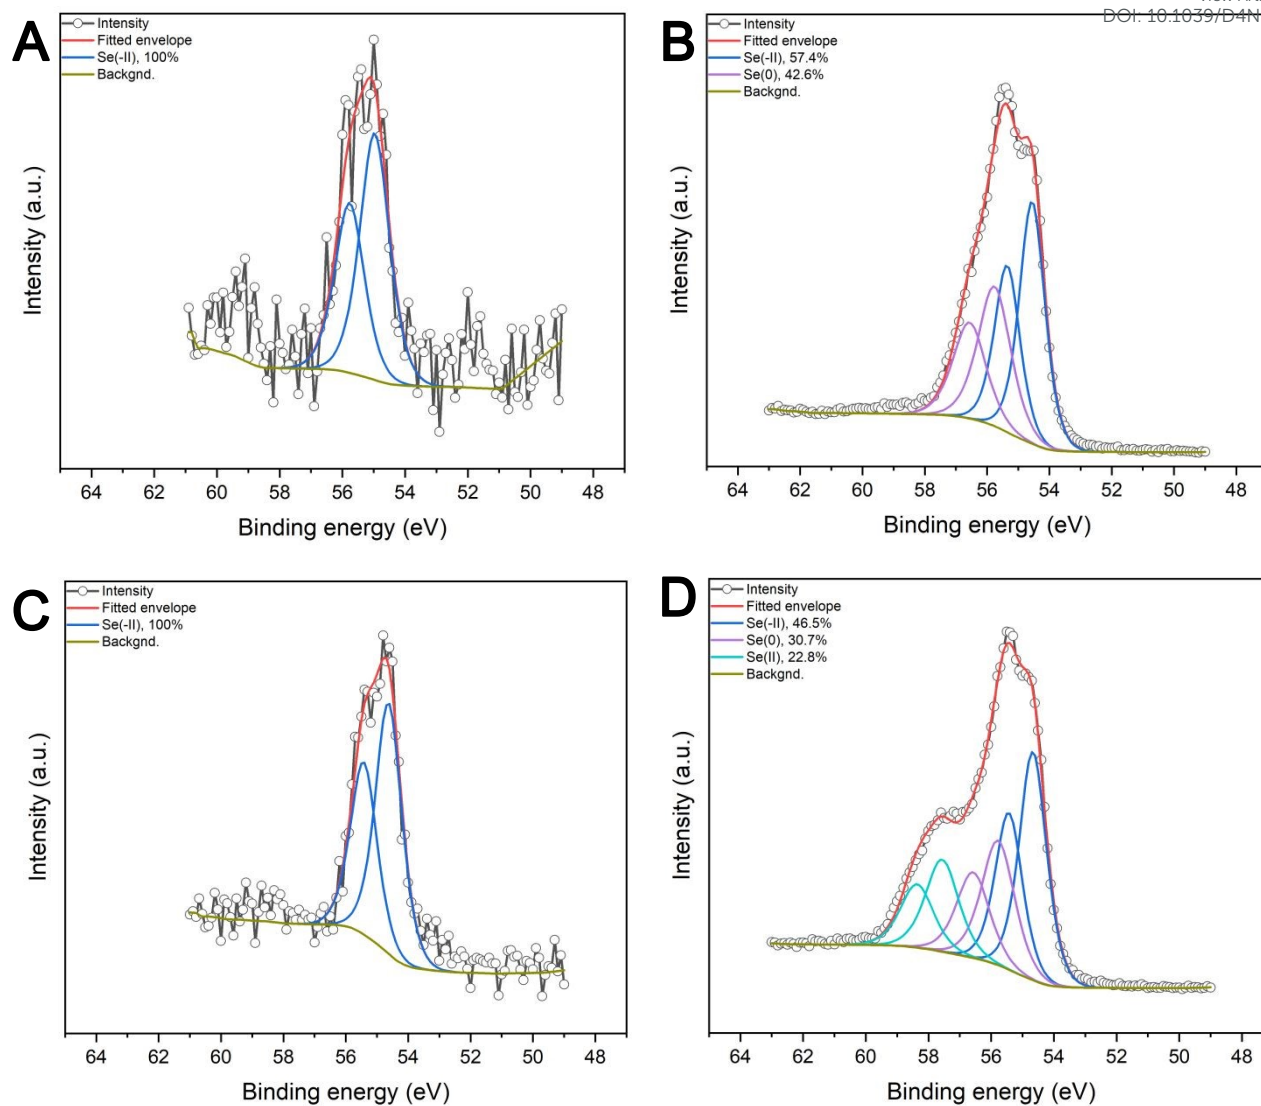 DOI: 10.1039/D4N
A
Intensity
Fitted envelope
Se(-II), 100%
Backgnd.
Intensity (a.u.)
64 62 60 58 56 54 52 50 48
Binding energy (eV)
B
Intensity
Fitted envelope
Se(-II), 57.4%
Se(0), 42.6%
Backgnd.
Intensity (a.u.)
64 62 60 58 56 54 52 50 48
Binding energy (eV)
C
Intensity
Fitted envelope
Se(-II), 100%
Backgnd.
Intensity (a.u.)
64 62 60 58 56 54 52 50 48
Binding energy (eV)
D
Intensity
Fitted envelope
Se(-II), 46.5%
Se(0), 30.7%
Se(II), 22.8%
Backgnd.
Intensity (a.u.)
64 62 60 58 56 54 52 50 48
Binding energy (eV)